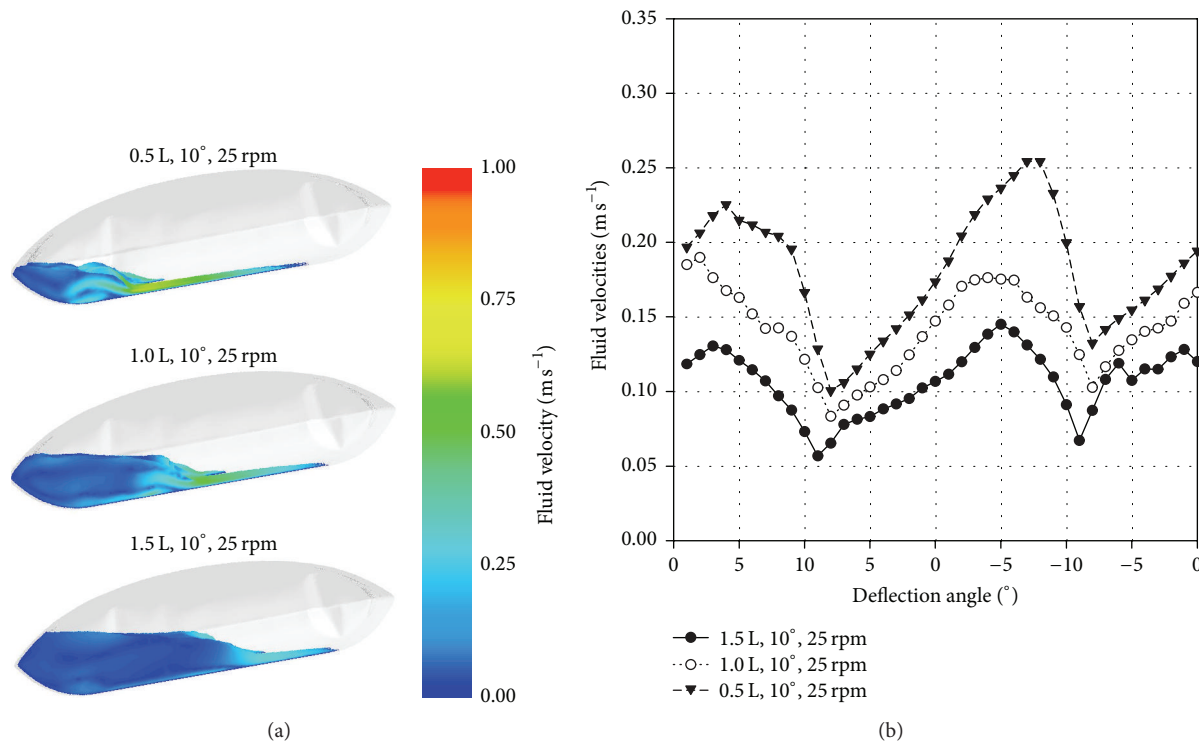 0.5 L, 10°, 25 rpm
1.0 L, 10°, 25 rpm
1.5 L, 10°, 25 rpm
1.00
0.75
0.50
0.25
0.00
Fluid velocity (m s⁻¹)
(a)
0.35
0.30
0.25
0.20
0.15
0.10
0.05
0.00
Fluid velocities (m s⁻¹)
0 5 10 5 0 −5 −10 −5 0
Deflection angle (°)
1.5 L, 10°, 25 rpm
1.0 L, 10°, 25 rpm
0.5 L, 10°, 25 rpm
(b)